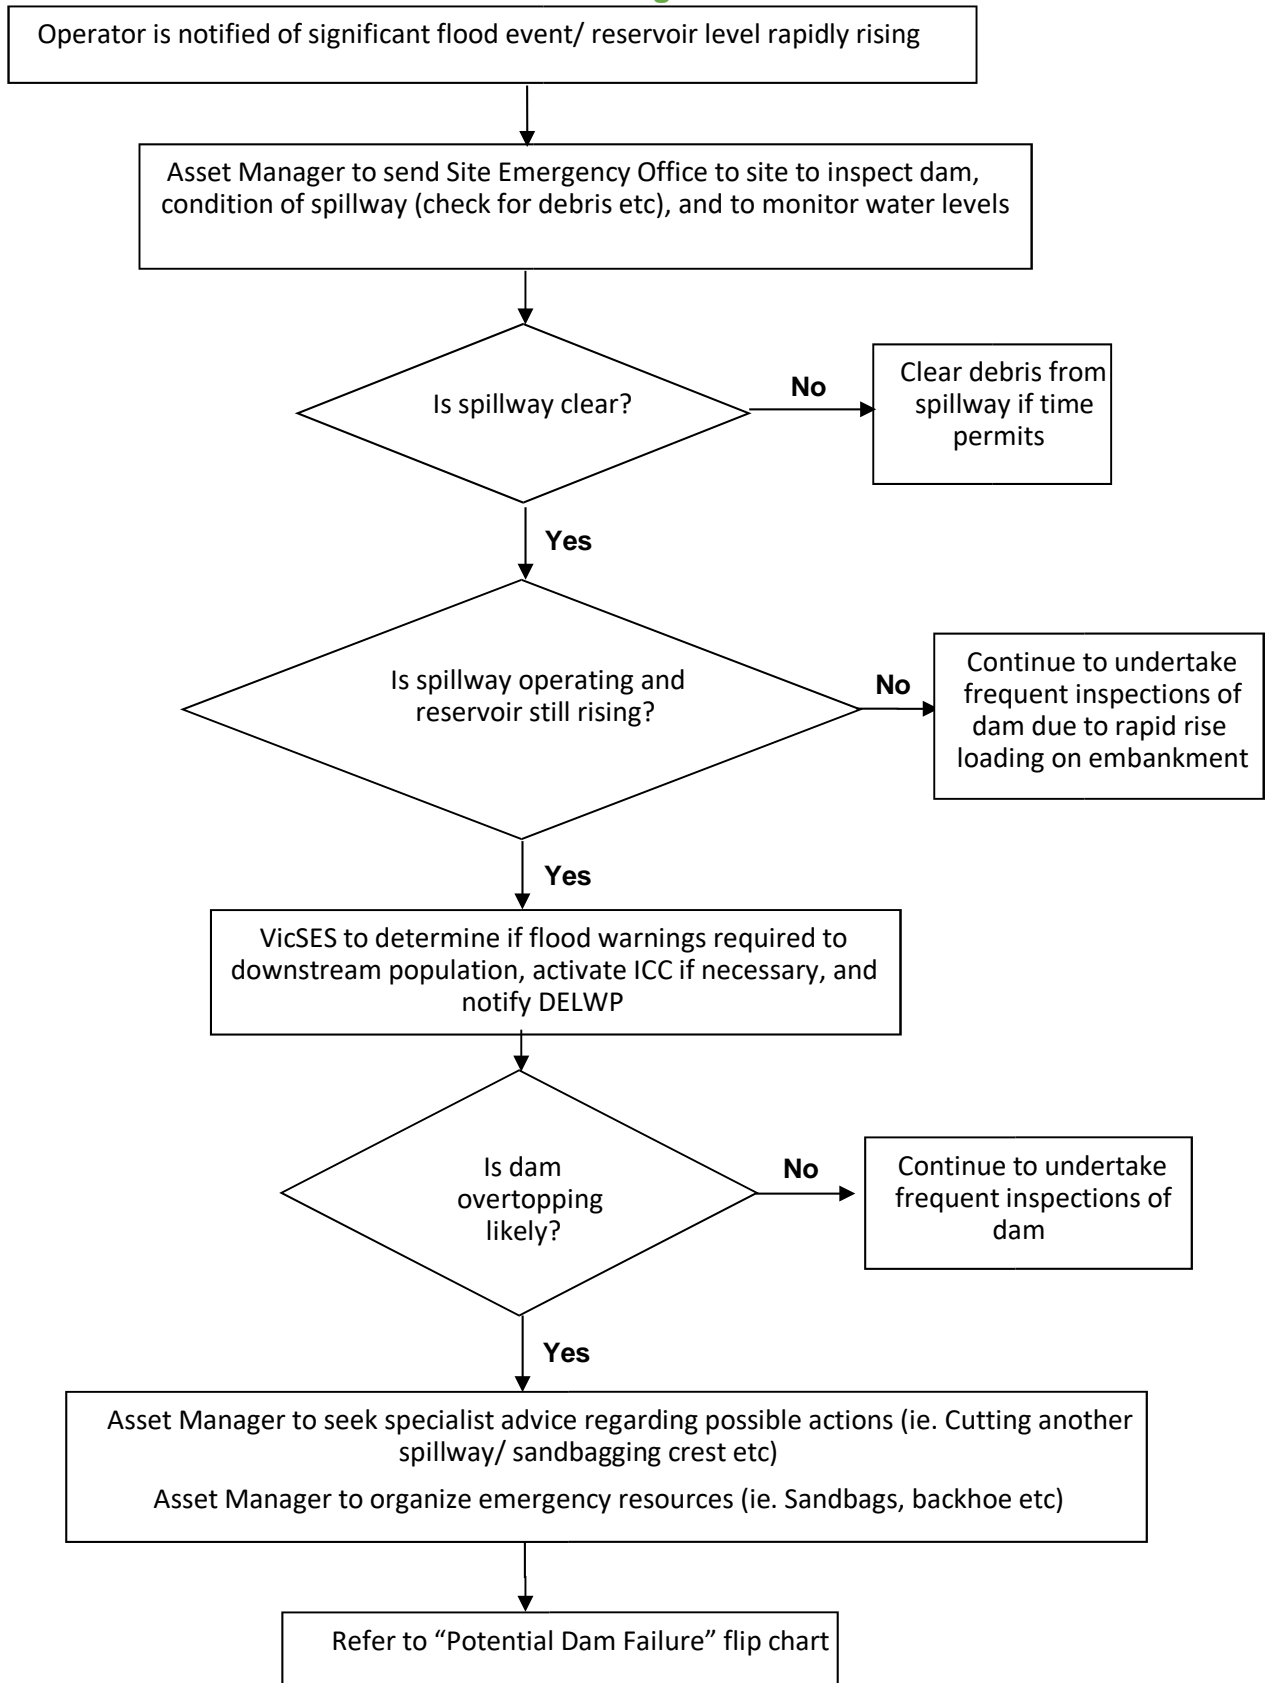 Operator is notified of significant flood event/ reservoir level rapidly rising
Asset Manager to send Site Emergency Office to site to inspect dam,
condition of spillway (check for debris etc), and to monitor water levels
Is spillway clear?
No
Clear debris from
spillway if time
permits
Yes
Is spillway operating and
reservoir still rising?
No
Continue to undertake
frequent inspections of
dam due to rapid rise
loading on embankment
Yes
VicSES to determine if flood warnings required to
downstream population, activate ICC if necessary, and
notify DELWP
Is dam
overtopping
likely?
No
Continue to undertake
frequent inspections of
dam
Yes
Asset Manager to seek specialist advice regarding possible actions (ie. Cutting another
spillway/ sandbagging crest etc)
Asset Manager to organize emergency resources (ie. Sandbags, backhoe etc)
Refer to “Potential Dam Failure” flip chart